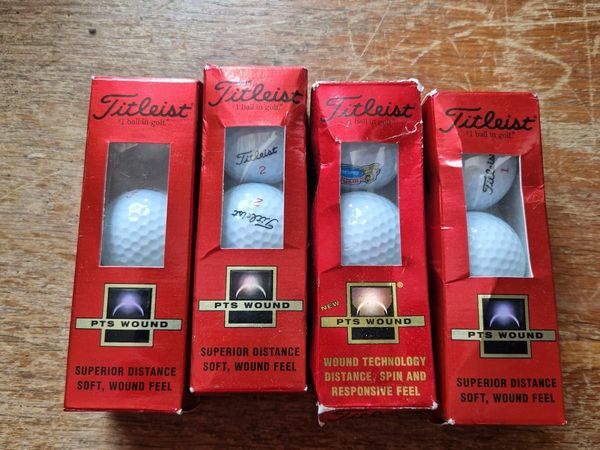 Titleist
"1 ball in golf."
PTS WOUND
SUPERIOR DISTANCE
SOFT, WOUND FEEL
Titleist
#1 ball in golf.
Titleist
2
Titleist
2
PTS WOUND
SUPERIOR DISTANCE
SOFT, WOUND FEEL
Titleist
#1 ball in golf.
NEW
PTS WOUND
WOUND TECHNOLOGY
DISTANCE, SPIN AND
RESPONSIVE FEEL
Titleist
#1 ball in golf.
Titleist
1
PTS WOUND
SUPERIOR DISTANCE
SOFT, WOUND FEEL